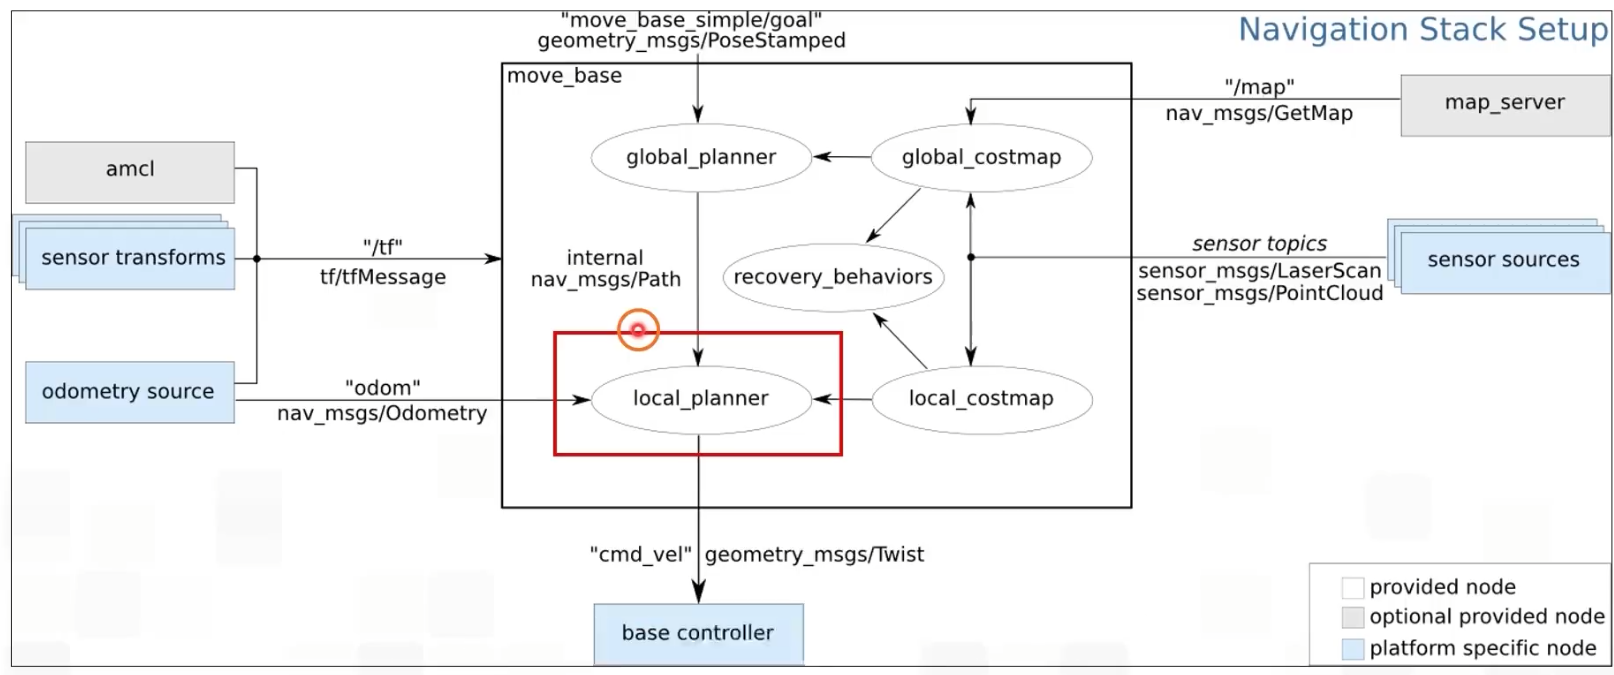 Navigation Stack Setup
"move_base_simple/goal"
geometry_msgs/PoseStamped
move_base
"/map"
nav_msgs/GetMap
map_server
amcl
global_planner
global_costmap
sensor transforms
"/tf"
tf/tfMessage
internal
nav_msgs/Path
recovery_behaviors
sensor topics
sensor_msgs/LaserScan
sensor_msgs/PointCloud
sensor sources
odometry source
"odom"
nav_msgs/Odometry
local_planner
local_costmap
"cmd_vel"
geometry_msgs/Twist
base controller
provided node
optional provided node
platform specific node